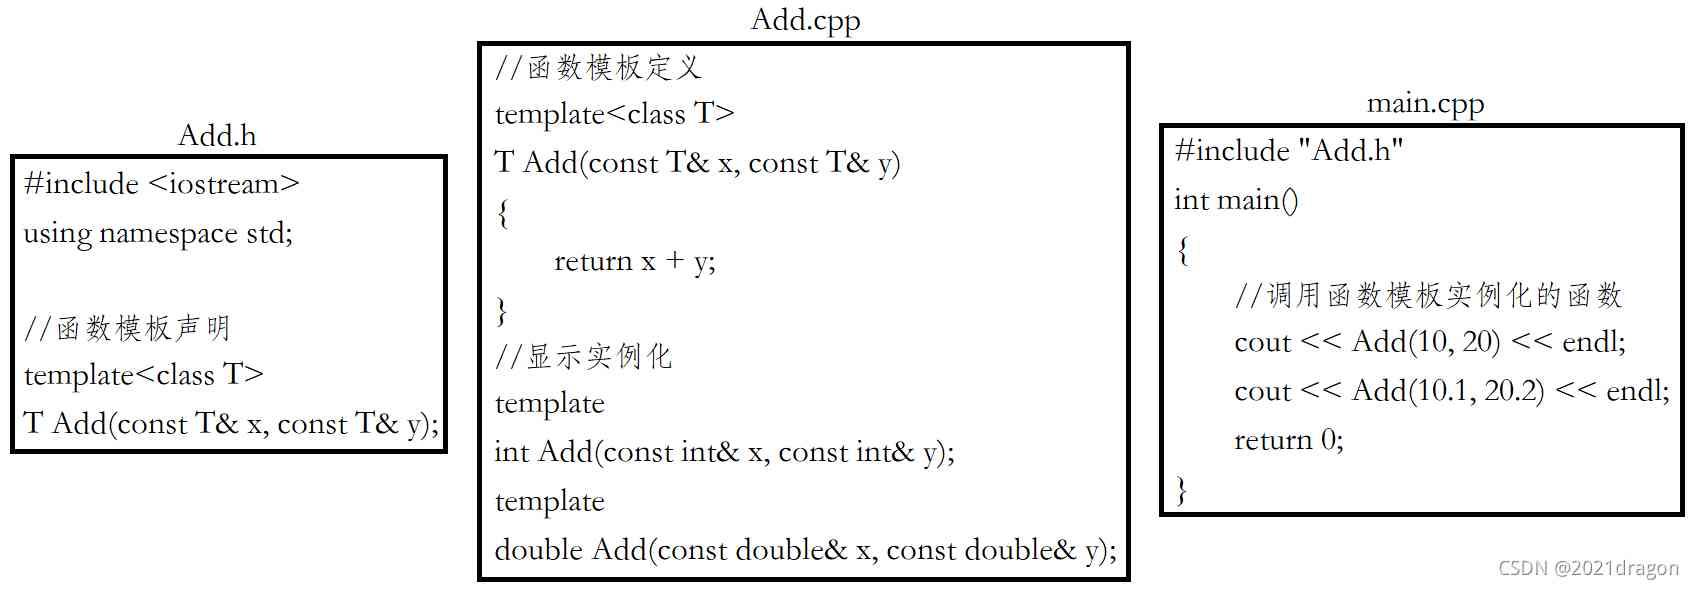 Add.h
#include <iostream>
using namespace std;
//函数模板声明
template<class T>
T Add(const T& x, const T& y);
Add.cpp
//函数模板定义
template<class T>
T Add(const T& x, const T& y)
{
return x + y;
}
//显示实例化
template
int Add(const int& x, const int& y);
template
double Add(const double& x, const double& y);
main.cpp
#include "Add.h"
int main()
{
//调用函数模板实例化的函数
cout << Add(10, 20) << endl;
cout << Add(10.1, 20.2) << endl;
return 0;
}
CSDN @2021dragon